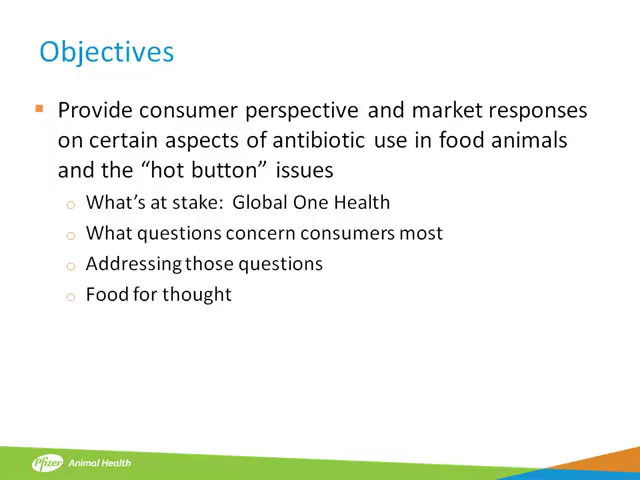 Objectives
Provide consumer perspective and market responses
on certain aspects of antibiotic use in food animals
and the “hot button” issues
What’s at stake: Global One Health
What questions concern consumers most
Addressing those questions
Food for thought
Pfizer Animal Health